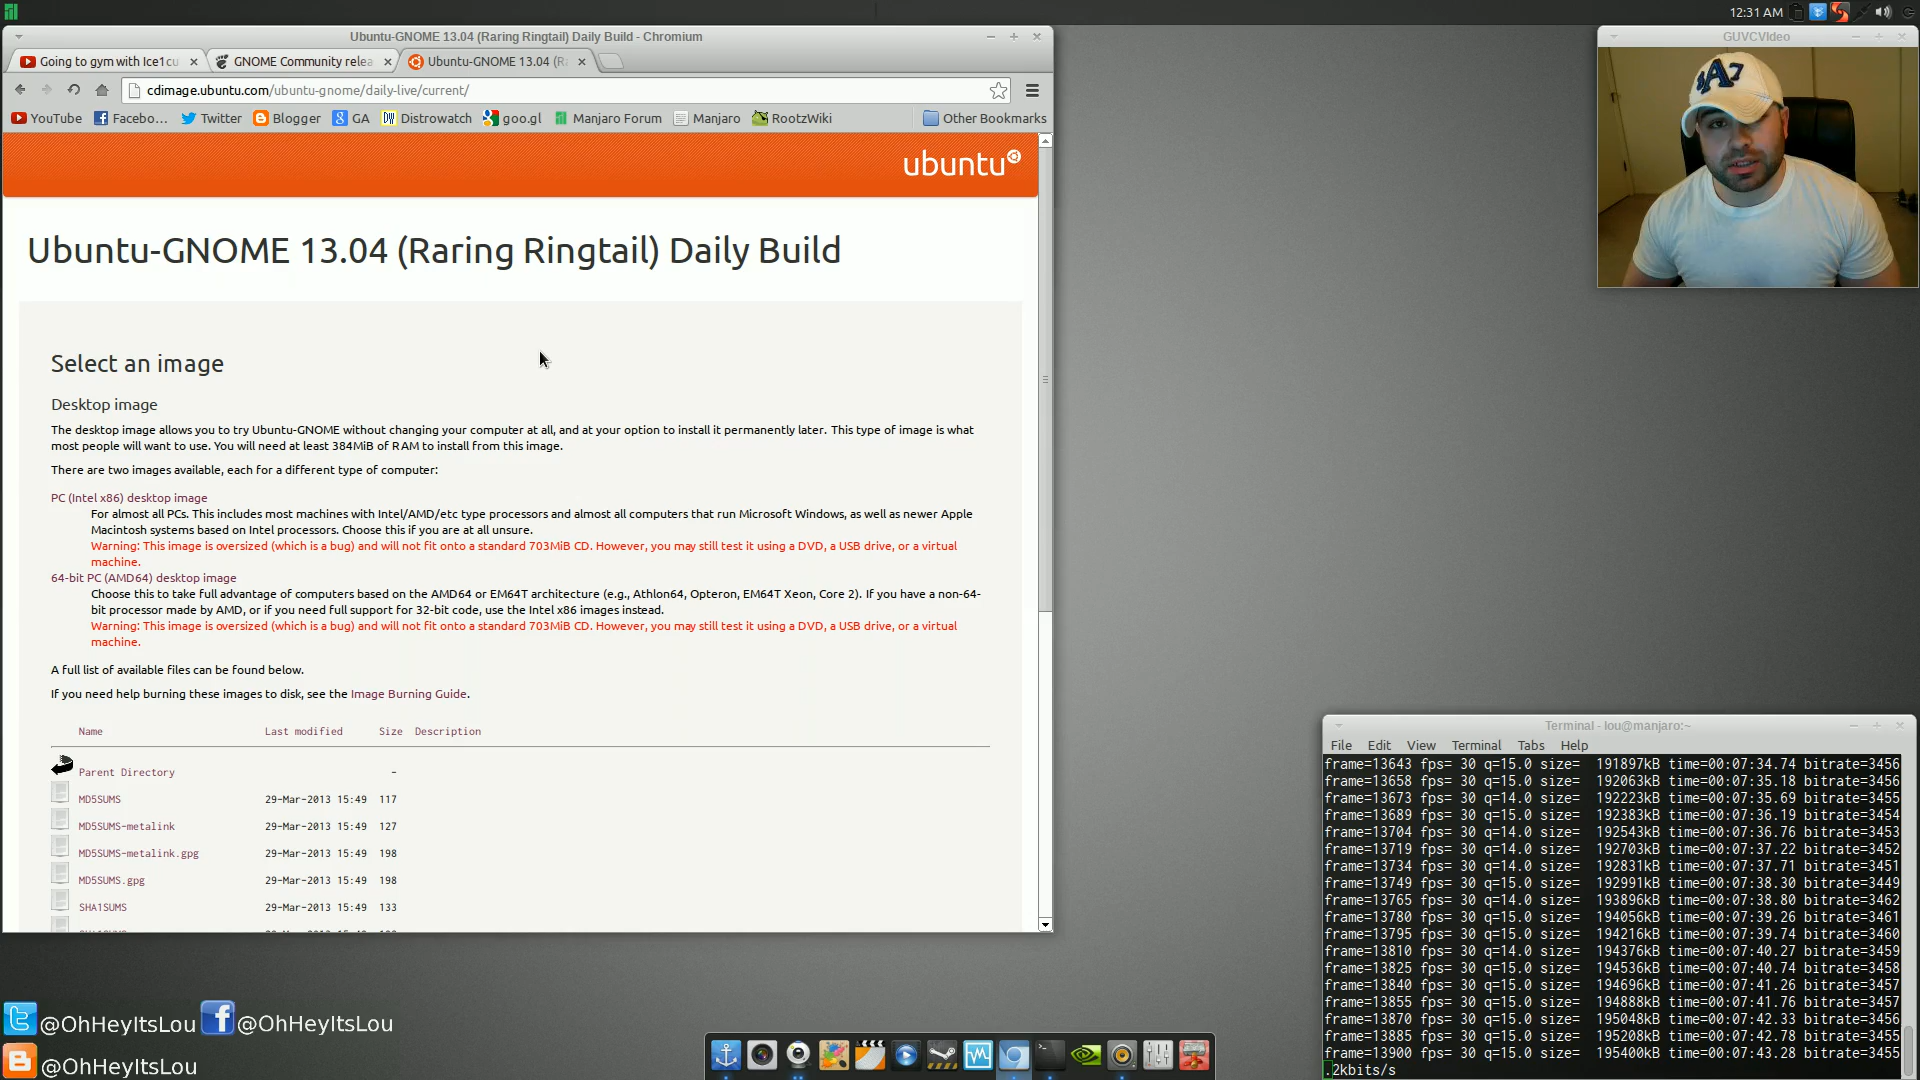 12:31 AM
Ubuntu-GNOME 13.04 (Raring Ringtail) Daily Build - Chromium
Going to gym with Ice1cu
GNOME Community relea
Ubuntu-GNOME 13.04 (R
cdimage.ubuntu.com/ubuntu-gnome/daily-live/current/
YouTube
Facebo...
Twitter
Blogger
GA
Distrowatch
goo.gl
Manjaro Forum
Manjaro
RootzWiki
Other Bookmarks
ubuntu
Ubuntu-GNOME 13.04 (Raring Ringtail) Daily Build
Select an image
Desktop image
The desktop image allows you to try Ubuntu-GNOME without changing your computer at all, and at your option to install it permanently later. This type of image is what
most people will want to use. You will need at least 384MiB of RAM to install from this image.
There are two images available, each for a different type of computer:
PC (Intel x86) desktop image
For almost all PCs. This includes most machines with Intel/AMD/etc type processors and almost all computers that run Microsoft Windows, as well as newer Apple
Macintosh systems based on Intel processors. Choose this if you are at all unsure.
Warning: This image is oversized (which is a bug) and will not fit onto a standard 703MiB CD. However, you may still test it using a DVD, a USB drive, or a virtual
machine.
64-bit PC (AMD64) desktop image
Choose this to take full advantage of computers based on the AMD64 or EM64T architecture (e.g., Athlon64, Opteron, EM64T Xeon, Core 2). If you have a non-64-
bit processor made by AMD, or if you need full support for 32-bit code, use the Intel x86 images instead.
Warning: This image is oversized (which is a bug) and will not fit onto a standard 703MiB CD. However, you may still test it using a DVD, a USB drive, or a virtual
machine.
A full list of available files can be found below.
If you need help burning these images to disk, see the Image Burning Guide.
Name Last modified Size Description
Parent Directory -
MD5SUMS 29-Mar-2013 15:49 117
MD5SUMS-metalink 29-Mar-2013 15:49 127
MD5SUMS-metalink.gpg 29-Mar-2013 15:49 198
MD5SUMS.gpg 29-Mar-2013 15:49 198
SHA1SUMS 29-Mar-2013 15:49 133
GUVCVideo
A7
Terminal - lou@manjaro:~
File Edit View Terminal Tabs Help
frame=13643 fps= 30 q=15.0 size= 191897kB time=00:07:34.74 bitrate=3456
frame=13658 fps= 30 q=15.0 size= 192063kB time=00:07:35.18 bitrate=3456
frame=13673 fps= 30 q=14.0 size= 192223kB time=00:07:35.69 bitrate=3455
frame=13689 fps= 30 q=15.0 size= 192383kB time=00:07:36.19 bitrate=3454
frame=13704 fps= 30 q=14.0 size= 192543kB time=00:07:36.76 bitrate=3453
frame=13719 fps= 30 q=14.0 size= 192703kB time=00:07:37.22 bitrate=3452
frame=13734 fps= 30 q=14.0 size= 192831kB time=00:07:37.71 bitrate=3451
frame=13749 fps= 30 q=15.0 size= 192991kB time=00:07:38.30 bitrate=3449
frame=13765 fps= 30 q=14.0 size= 193896kB time=00:07:38.80 bitrate=3462
frame=13780 fps= 30 q=15.0 size= 194056kB time=00:07:39.26 bitrate=3461
frame=13795 fps= 30 q=15.0 size= 194216kB time=00:07:39.74 bitrate=3460
frame=13810 fps= 30 q=14.0 size= 194376kB time=00:07:40.27 bitrate=3459
frame=13825 fps= 30 q=15.0 size= 194536kB time=00:07:40.74 bitrate=3458
frame=13840 fps= 30 q=15.0 size= 194696kB time=00:07:41.26 bitrate=3457
frame=13855 fps= 30 q=15.0 size= 194888kB time=00:07:41.76 bitrate=3457
frame=13870 fps= 30 q=15.0 size= 195048kB time=00:07:42.33 bitrate=3456
frame=13885 fps= 30 q=15.0 size= 195208kB time=00:07:42.78 bitrate=3455
frame=13900 fps= 30 q=15.0 size= 195400kB time=00:07:43.28 bitrate=3455
.2kbits/s
@OhHeyItsLou
@OhHeyItsLou
@OhHeyItsLou